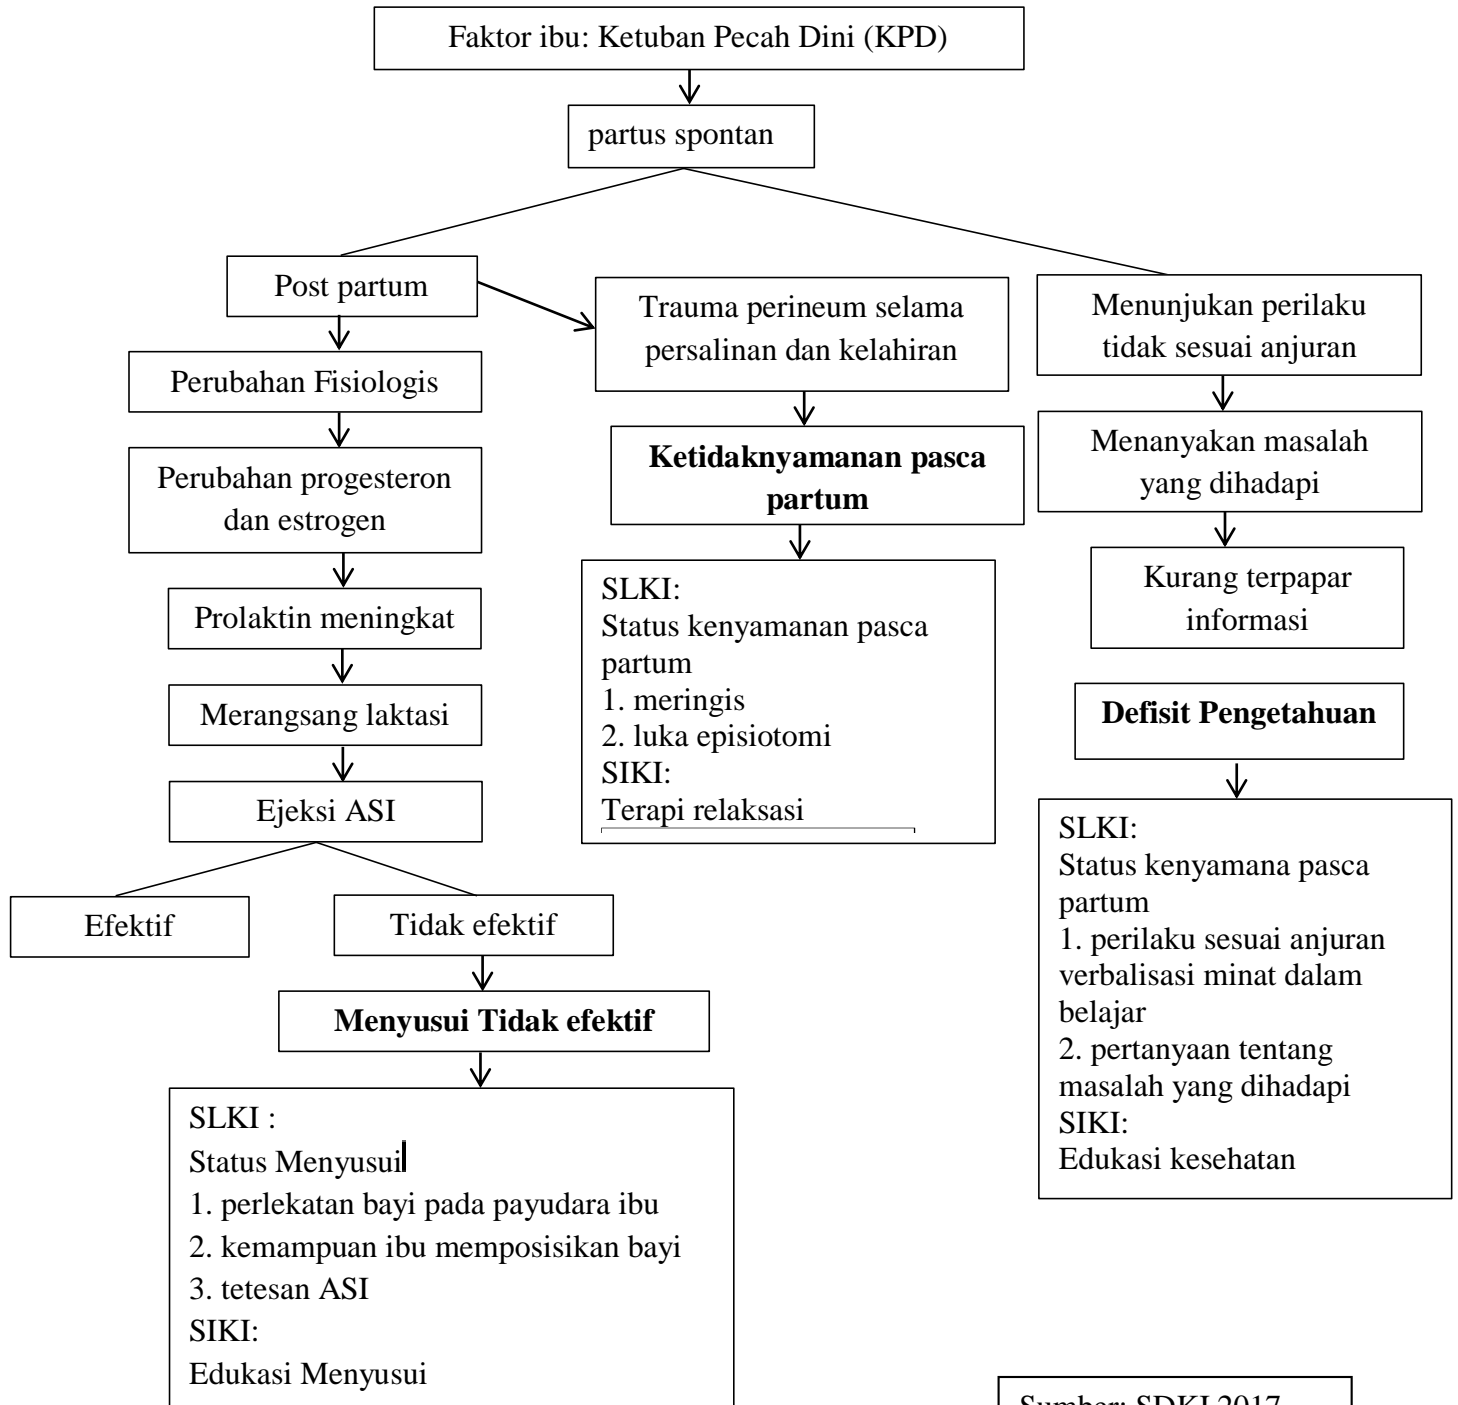 Faktor ibu: Ketuban Pecah Dini (KPD)
partus spontan
Post partum
Trauma perineum selama
persalinan dan kelahiran
Menunjukan perilaku
tidak sesuai anjuran
Perubahan Fisiologis
Ketidaknyamanan pasca
partum
Menanyakan masalah
yang dihadapi
Perubahan progesteron
dan estrogen
Kurang terpapar
informasi
Prolaktin meningkat
Merangsang laktasi
Ejeksi ASI
SLKI:
Status kenyamanan pasca
partum
1. meringis
2. luka episiotomi
SIKI:
Terapi relaksasi
Defisit Pengetahuan
SLKI:
Status kenyamana pasca
partum
1. perilaku sesuai anjuran
verbalisasi minat dalam
belajar
2. pertanyaan tentang
masalah yang dihadapi
SIKI:
Edukasi kesehatan
Efektif
Tidak efektif
Menyusui Tidak efektif
SLKI :
Status Menyusui
1. perlekatan bayi pada payudara ibu
2. kemampuan ibu memposisikan bayi
3. tetesan ASI
SIKI:
Edukasi Menyusui
Sumber: SDKI 2017